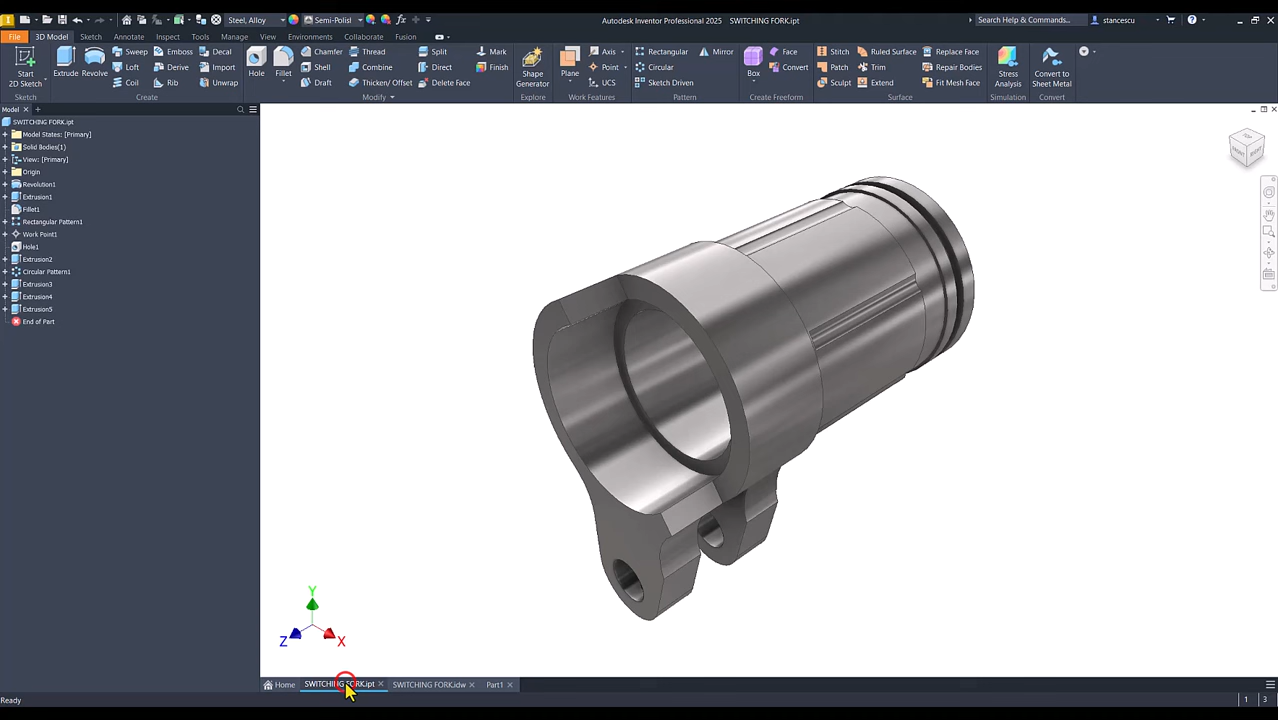 Steel, Alloy
Semi-Polisl
Autodesk Inventor Professional 2025 SWITCHING FORK.ipt
Search Help & Commands...
stancescu
File 3D Model Sketch Annotate Inspect Tools Manage View Environments Collaborate Fusion
Sweep Emboss Decal Chamfer Thread Split Mark Axis Rectangular Mirror Face Stitch Ruled Surface Replace Face
Loft Derive Import Shell Combine Direct Finish Point Circular Convert Patch Trim Repair Bodies
Start 2D Sketch Extrude Revolve Hole Fillet Shape Generator Plane Box Stress Analysis Convert to Sheet Metal
Coil Rib Unwrap Draft Thicken/ Offset Delete Face UCS Sketch Driven Sculpt Extend Fit Mesh Face
Sketch Create Modify Explore Work Features Pattern Create Freeform Surface Simulation Convert
Model
SWITCHING FORK.ipt
Model States: [Primary]
Solid Bodies(1)
View: [Primary]
Origin
Revolution1
Extrusion1
Fillet1
Rectangular Pattern1
Work Point1
Hole1
Extrusion2
Circular Pattern1
Extrusion3
Extrusion4
Extrusion5
End of Part
TOP
FRONT RIGHT
Y
Z X
Home SWITCHING FORK.ipt SWITCHING FORK.idw Part1
Ready
1 3